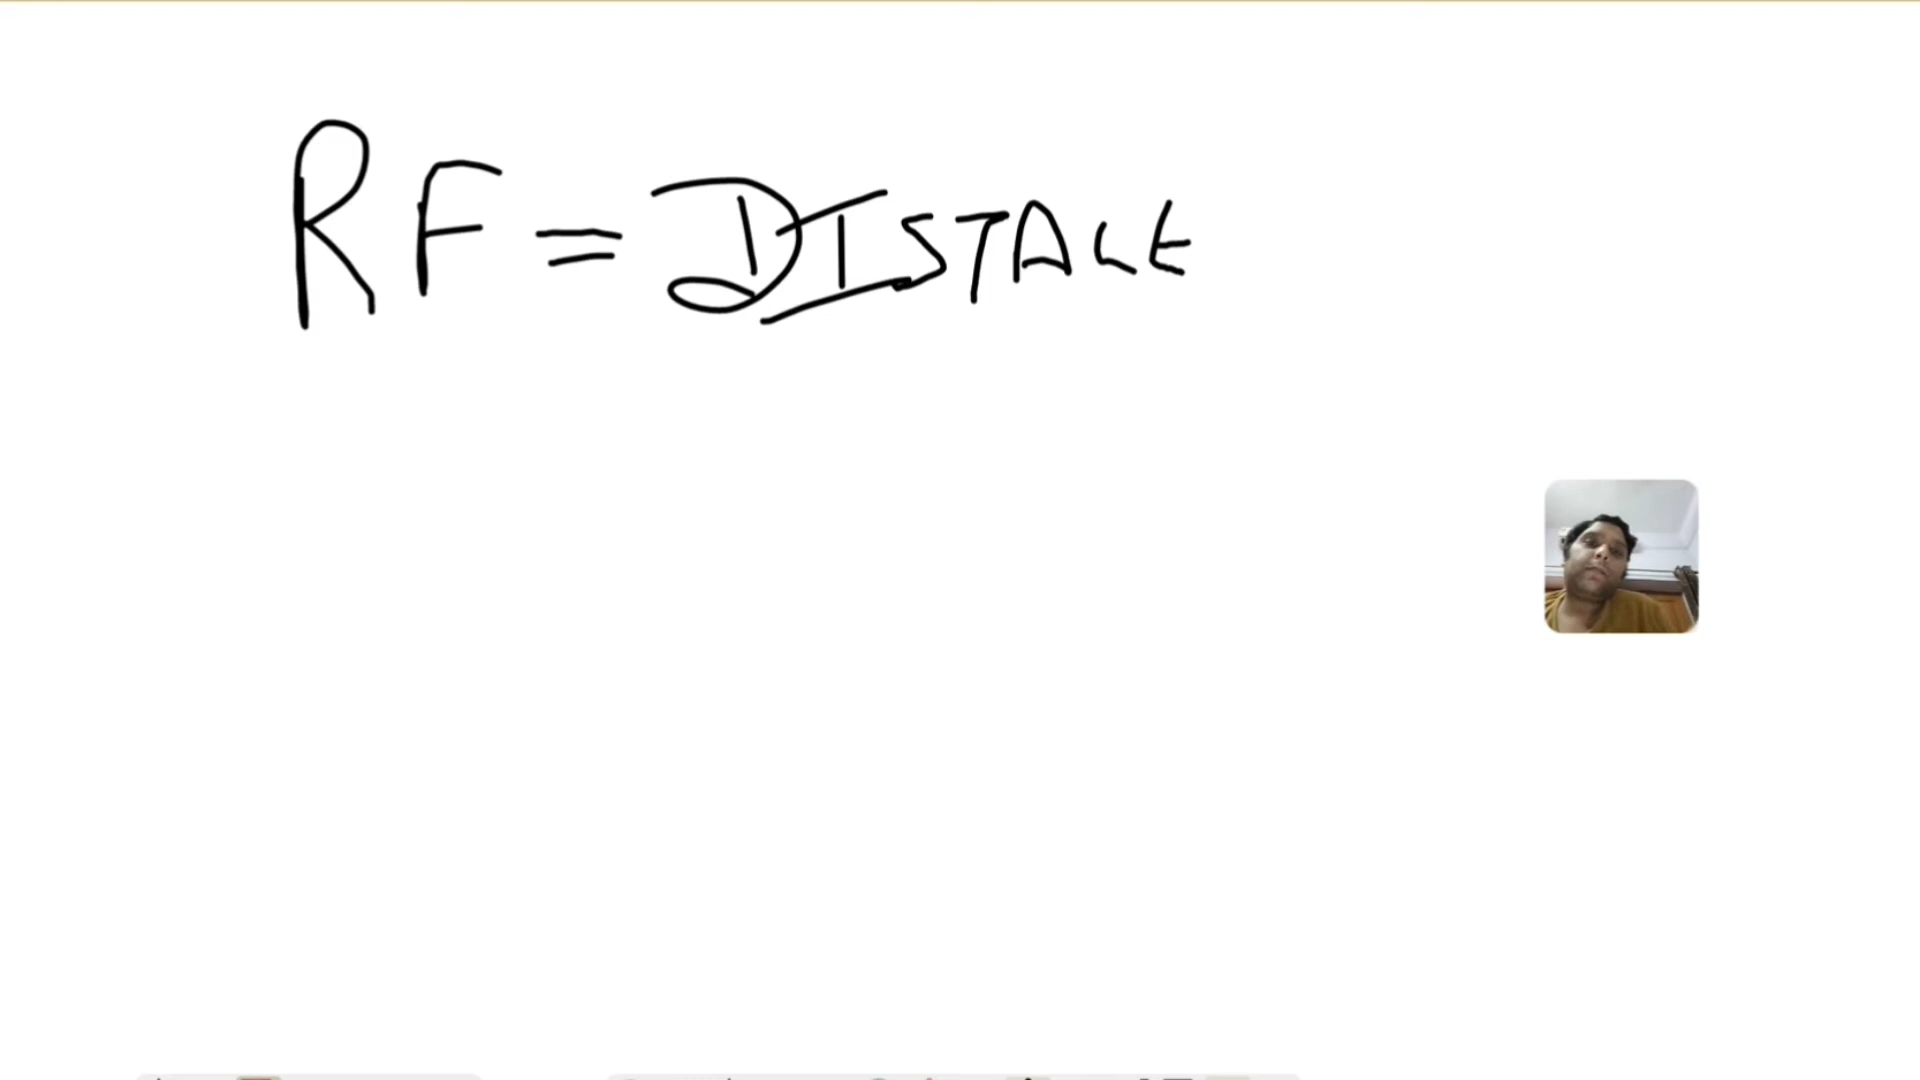 RF = DISTACE